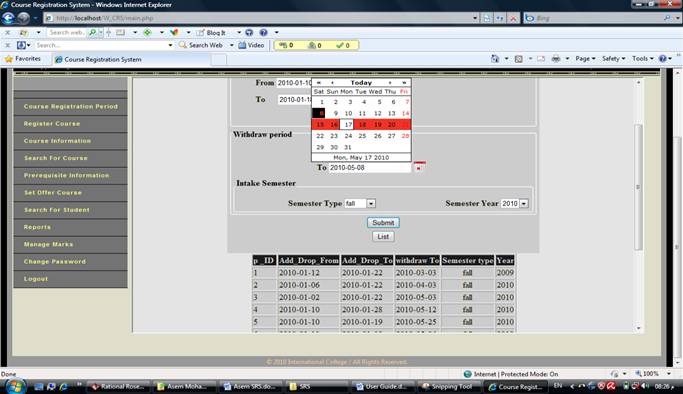 Course Registration System - Windows Internet Explorer
http://localhost/W_CRS/main.php
Bing
Search... Blog It
Search... Search Web Video 0 0 0
Favorites Course Registration System Page Safety Tools
Course Registration Period
Register Course
Course Information
Search For Course
Prerequisite Information
Set Offer Course
Search For Student
Reports
Manage Marks
Change Password
Logout
From 2010-01-10
To 2010-01-18
« ‹ Today › »
Sat Sun Mon Tue Wed Thu Fri
1 2 3 4 5 6 7
8 9 10 11 12 13 14
15 16 17 18 19 20
22 23 24 25 26 27 28
29 30 31
Mon, May 17 2010
Withdraw period
To 2010-05-08
Intake Semester
Semester Type fall Semester Year 2010
Submit
List
p_ID Add_Drop_From Add_Drop_To withdraw To Semester type Year
1 2010-01-12 2010-01-22 2010-03-03 fall 2009
2 2010-01-06 2010-01-22 2010-04-03 fall 2010
3 2010-01-02 2010-01-22 2010-05-03 fall 2010
4 2010-01-10 2010-01-28 2010-05-12 fall 2010
5 2010-01-10 2010-01-19 2010-05-25 fall 2010
© 2010 International College / All Rights Reserved.
Done Internet | Protected Mode: On 100%
Rational Rose... Asem Moha... Asem SRS.do... SRS User Guide.d... Snipping Tool Course Regist... EN 08:26